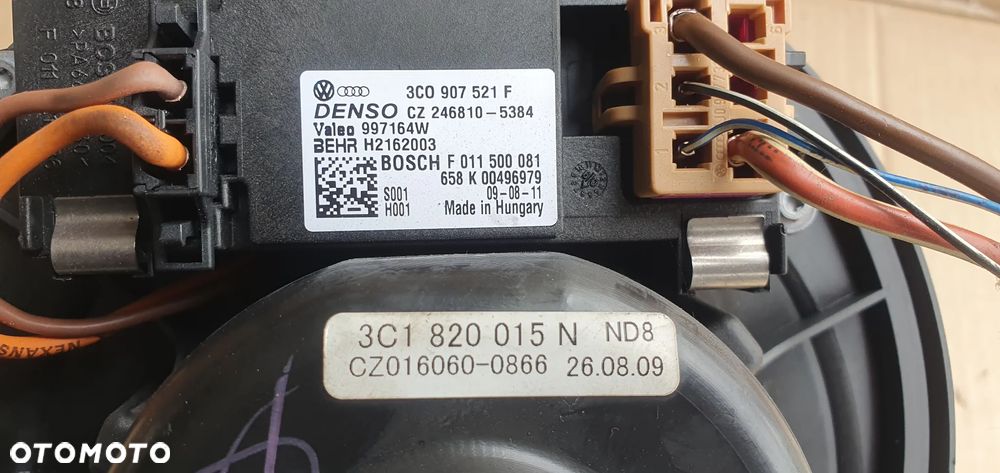 3C0 907 521 F
DENSO CZ 246810-5384
Valeo 997164W
BEHR H2162003
BOSCH F 011 500 081
658 K 00496979
S001 09-08-11
H001 Made in Hungary
3C1 820 015 N ND8
CZ016060-0866 26.08.09
NEXANS
OTOMOTO